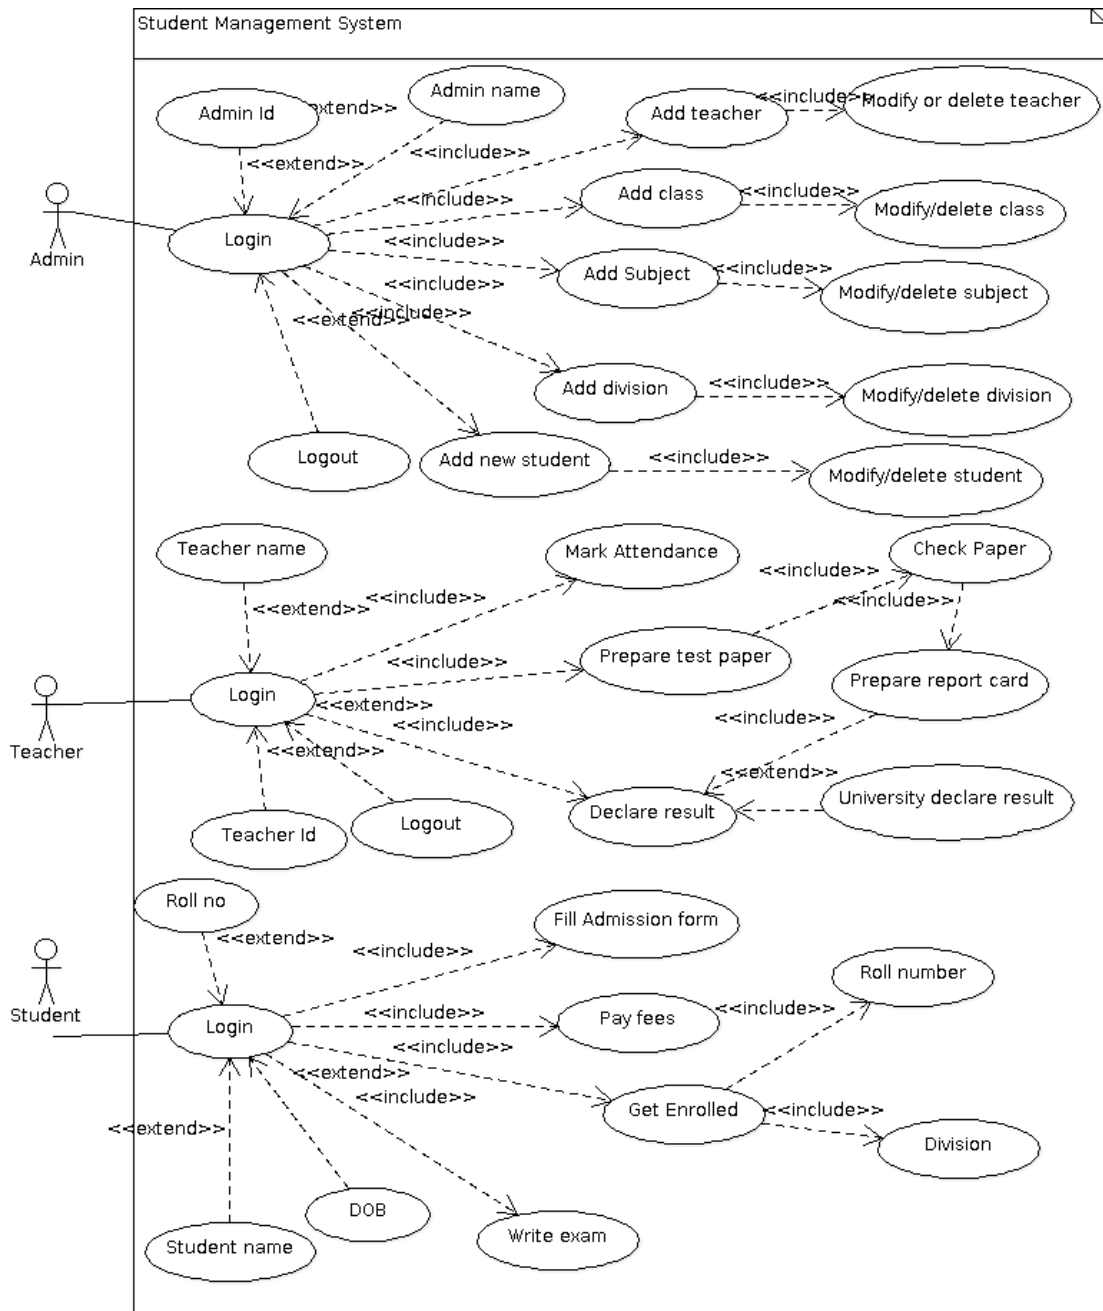 Student Management System
Admin name
Admin Id
extend>>
Add teacher
<<include>>
Modify or delete teacher
<<include>>
<<extend>>
Add class
<<include>>
Modify/delete class
<<include>>
Login
Admin
<<include>>
Add Subject
<<include>>
Modify/delete subject
<<include>>
<<extend>>
<<include>>
Add division
<<include>>
Modify/delete division
Logout
Add new student
<<include>>
Modify/delete student
Teacher name
Mark Attendance
Check Paper
<<include>>
<<include>>
<<include>>
<<extend>>
Prepare test paper
<<include>>
Prepare report card
Login
<<extend>>
<<include>>
<<include>>
Teacher
<<extend>>
<<extend>>
University declare result
Declare result
Logout
Teacher Id
Roll no
Fill Admission form
<<extend>>
<<include>>
Roll number
Student
Login
<<include>>
Pay fees
<<include>>
<<include>>
<<extend>>
<<include>>
Get Enrolled
<<include>>
<<extend>>
Division
DOB
Write exam
Student name